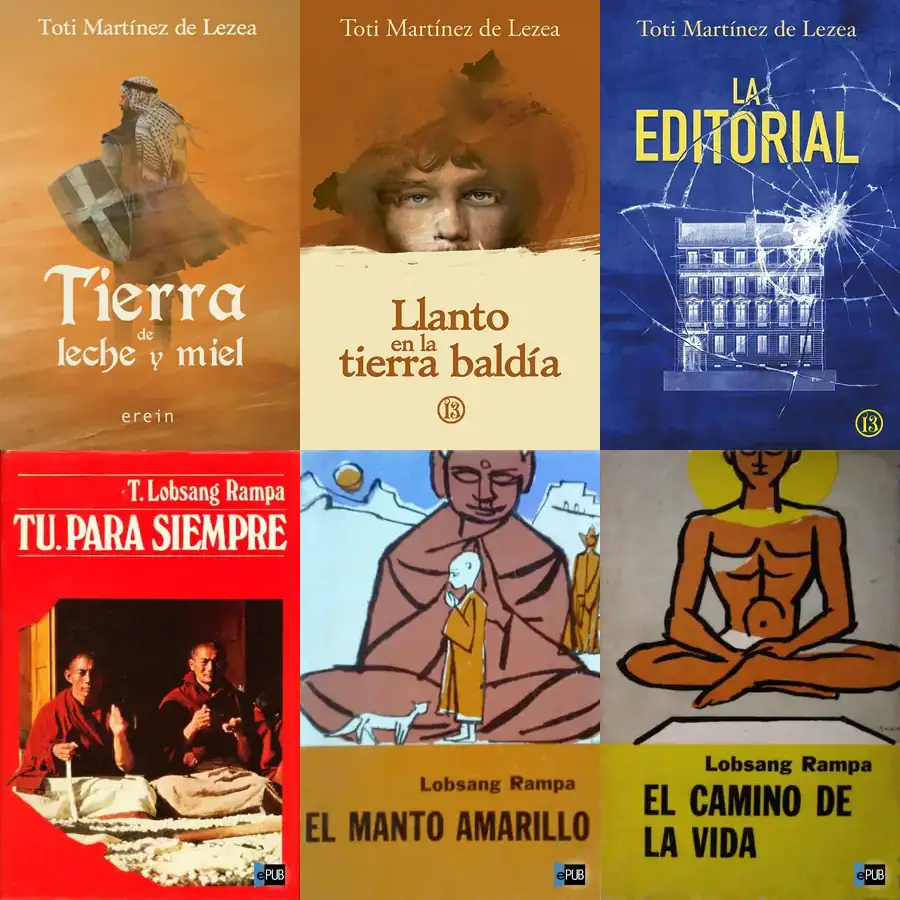 Toti Martínez de Lezea
Tierra
de
leche y miel
erein
Toti Martínez de Lezea
Llanto
en la
tierra baldía
13
Toti Martínez de Lezea
LA
EDITORIAL
13
T. Lobsang Rampa
TU. PARA SIEMPRE
ePUB
Lobsang Rampa
EL MANTO AMARILLO
ePUB
Lobsang Rampa
EL CAMINO DE
LA VIDA
ePUB